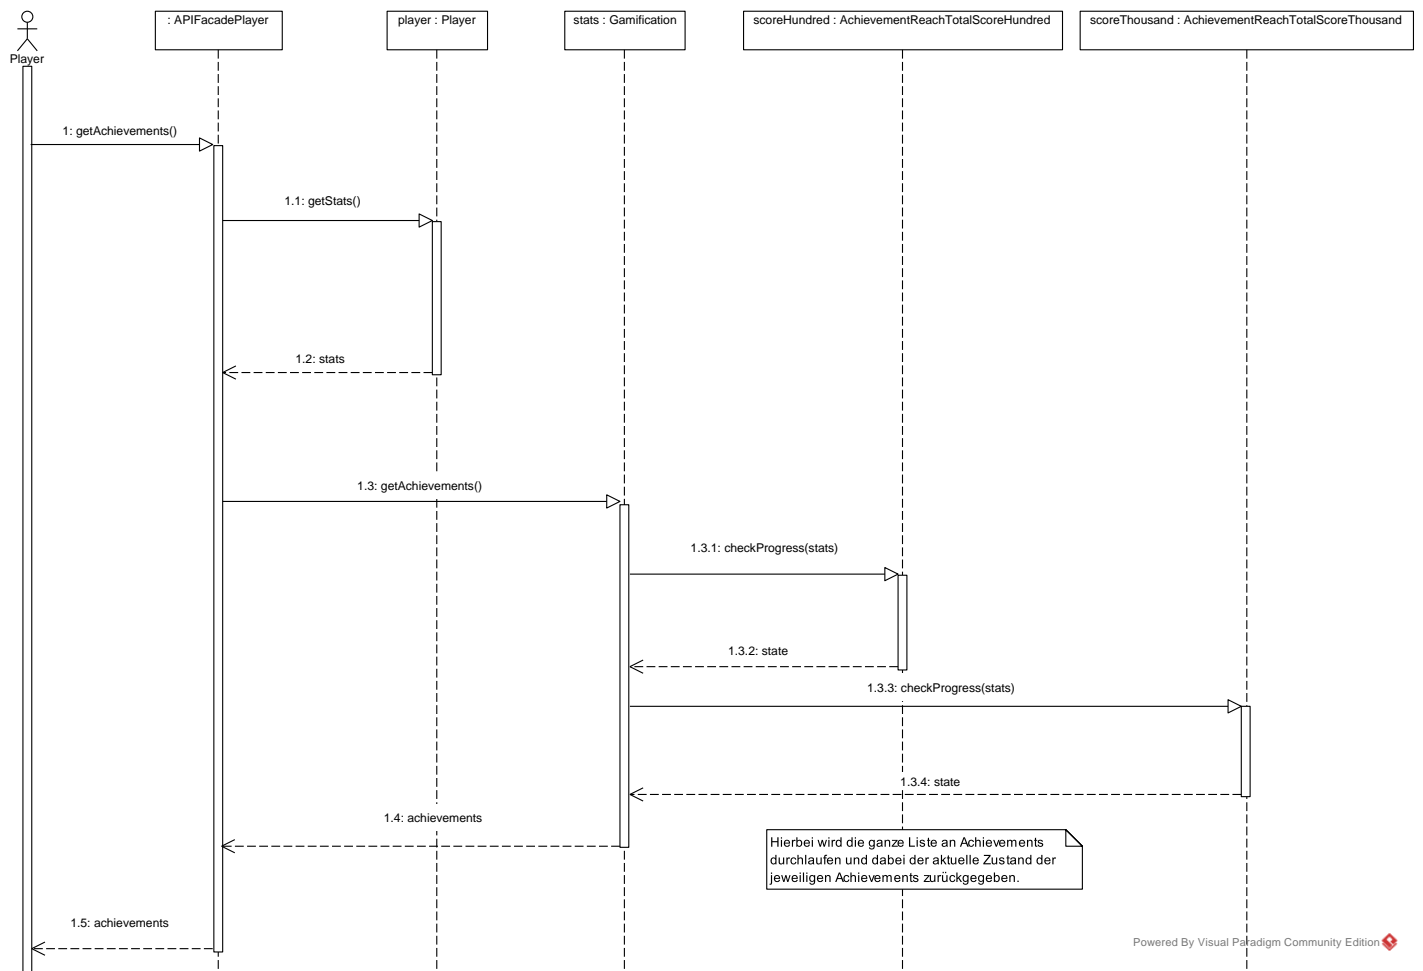 : APIFacadePlayer
player : Player
stats : Gamification
scoreHundred : AchievementReachTotalScoreHundred
scoreThousand : AchievementReachTotalScoreThousand
Player
1: getAchievements()
1.1: getStats()
1.2: stats
1.3: getAchievements()
1.3.1: checkProgress(stats)
1.3.2: state
1.3.3: checkProgress(stats)
1.3.4: state
1.4: achievements
Hierbei wird die ganze Liste an Achievements
durchlaufen und dabei der aktuelle Zustand der
jeweiligen Achievements zurückgegeben.
1.5: achievements
Powered By Visual Paradigm Community Edition